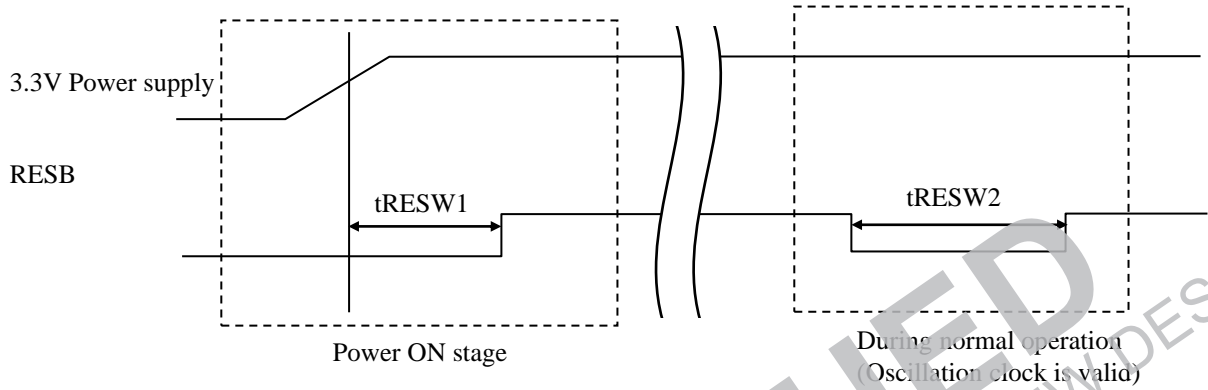 3.3V Power supply
RESB
tRESW1
tRESW2
Power ON stage
During normal operation
(Oscillation clock is valid)